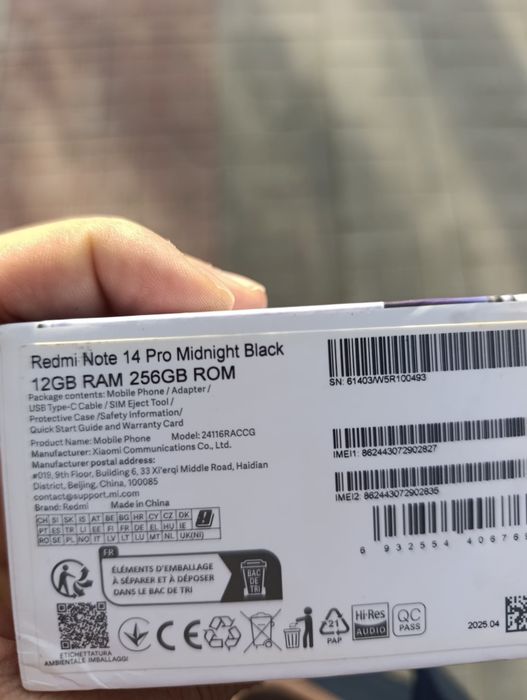 Redmi Note 14 Pro Midnight Black
12GB RAM 256GB ROM
Package contents: Mobile Phone / Adapter /
USB Type-C Cable / SIM Eject Tool /
Protective Case /Safety Information/
Quick Start Guide and Warranty Card
Product Name: Mobile Phone Model: 24116RACCG
Manufacturer: Xiaomi Communications Co., Ltd.
Manufacturer postal address:
#019, 9th Floor, Building 6, 33 Xi'erqi Middle Road, Haidian
District, Beijing, China, 100085
contact@support.mi.com
Brand: Redmi Made in China
CH SI SK IS AT BE BG HR CY CZ DK
PT ES TR LI EE FI FR DE EL HU IE
RO SE PL NO IT LV LT LU MT NL UK(NI)
SN: 61403/W5R100493
IMEI1: 862443072902827
IMEI2: 862443072902835
6 932554 406768
FR
ÉLÉMENTS D'EMBALLAGE
À SÉPARER ET À DÉPOSER
DANS LE BAC DE TRI
BAC
DE
TRI
ETICHETTATURA
AMBIENTALE IMBALLAGGI
CE
21
PAP
Hi-Res
AUDIO
QC
PASS
2025.04